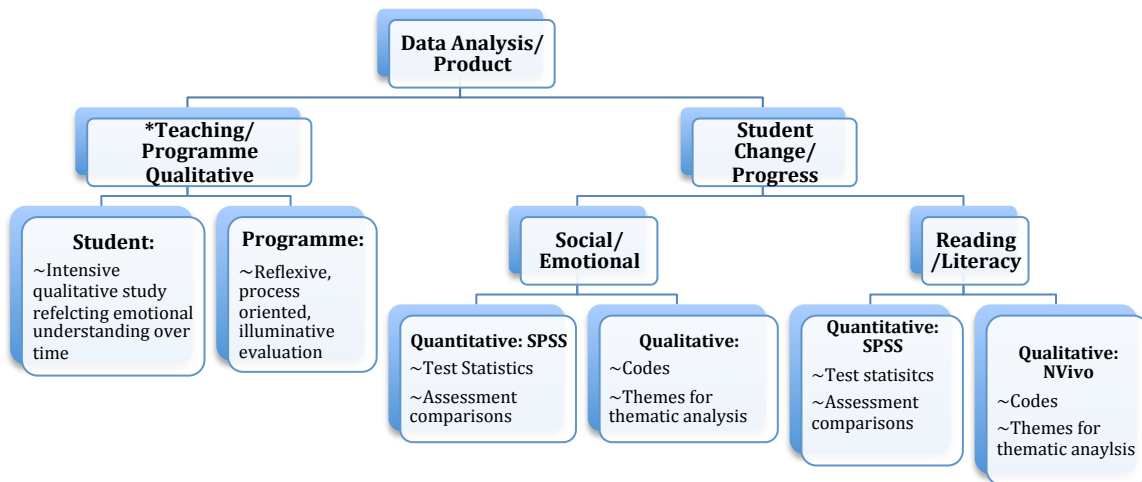 Data Analysis/
Product
*Teaching/
Programme
Qualitative
Student
Change/
Progress
Student:
~Intensive
qualitative study
refelcting emotional
understanding over
time
Programme:
~Reflexive,
process
oriented,
illuminative
evaluation
Social/
Emotional
Reading
/Literacy
Quantitative: SPSS
~Test Statistics
~Assessment
comparisons
Qualitative:
~Codes
~Themes for
thematic analysis
Quantitative:
SPSS
~Test statisitcs
~Assessment
comparisons
Qualitative:
NVivo
~Codes
~Themes for
thematic anaylsis